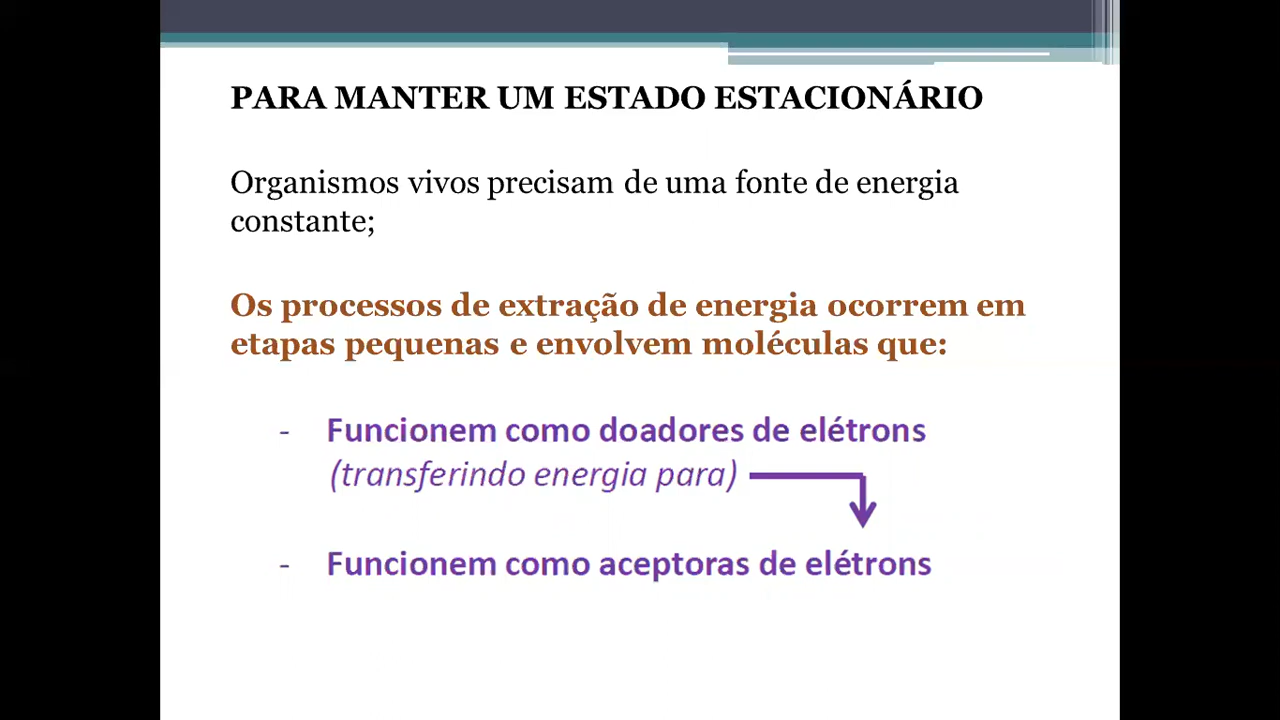 PARA MANTER UM ESTADO ESTACIONÁRIO
Organismos vivos precisam de uma fonte de energia
constante;
Os processos de extração de energia ocorrem em
etapas pequenas e envolvem moléculas que:
- Funcionem como doadores de elétrons
(transferindo energia para)
- Funcionem como aceptoras de elétrons